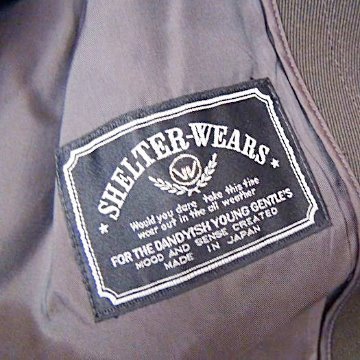 ★SHELTER-WEARS★
W
Would you dare take this tise
wear out in the all weather
FOR THE DANDYISH YOUNG GENTLE'S
MOOD AND SENSE CREATED
MADE IN JAPAN